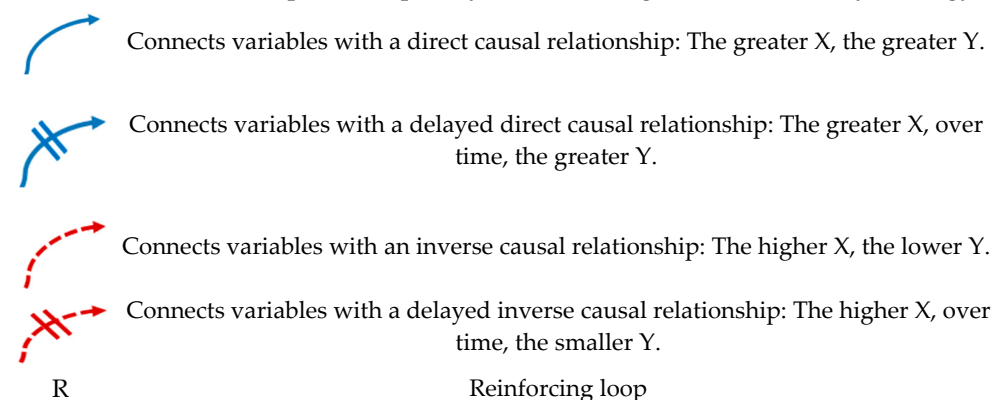 Connects variables with a direct causal relationship: The greater X, the greater Y.
Connects variables with a delayed direct causal relationship: The greater X, over
time, the greater Y.
Connects variables with an inverse causal relationship: The higher X, the lower Y.
Connects variables with a delayed inverse causal relationship: The higher X, over
time, the smaller Y.
R Reinforcing loop